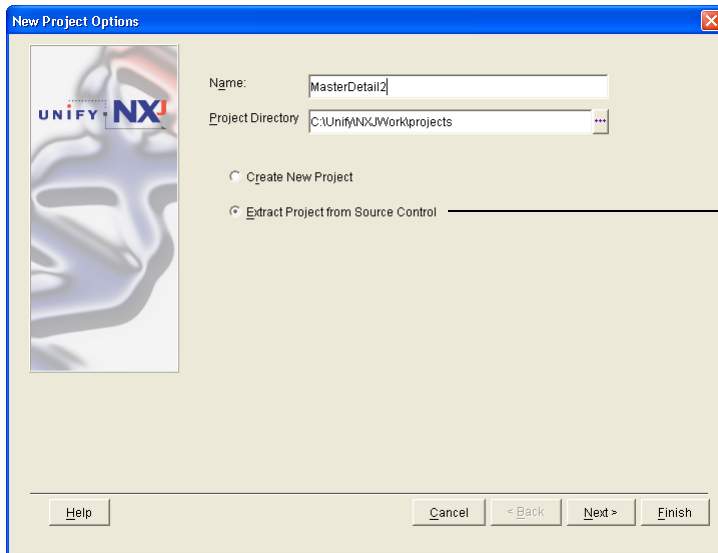 New Project Options
UNiFY NXJ
Name: MasterDetail2
Project Directory C:\Unify\NXJWork\projects ...
Create New Project
Extract Project from Source Control
Help Cancel < Back Next > Finish